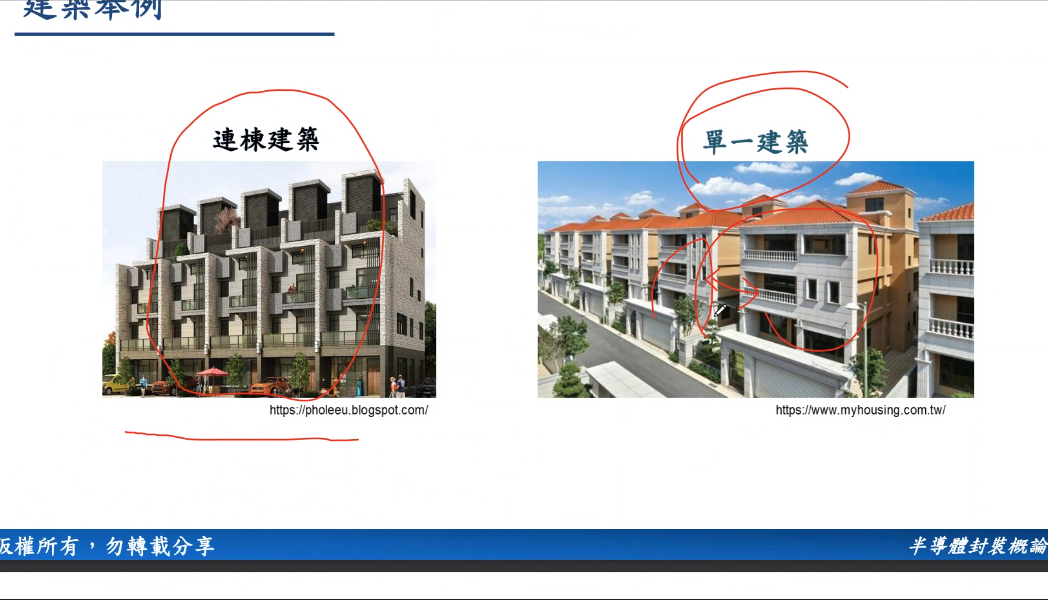 建築舉例
連棟建築
單一建築
https://pholeeu.blogspot.com/
https://www.myhousing.com.tw/
版權所有，勿轉載分享
半導體封裝概論